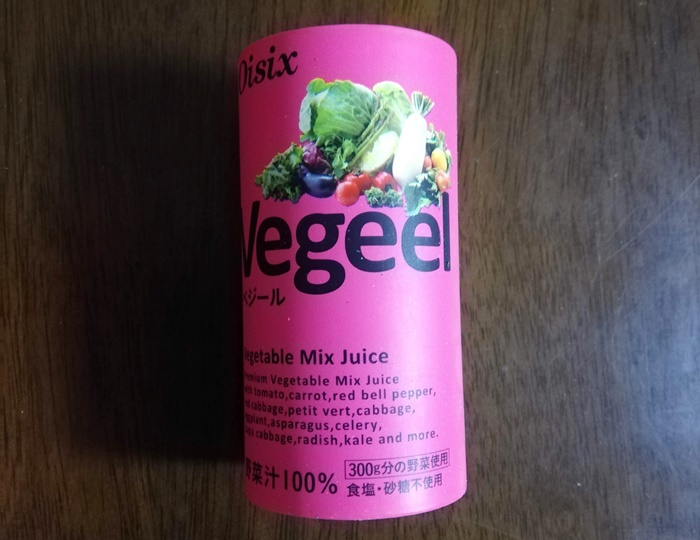 Oisix
Vegeel
ベジール
Vegetable Mix Juice
Premium Vegetable Mix Juice
with tomato,carrot,red bell pepper,
cabbage,petit vert,cabbage,
eggplant,asparagus,celery,
cabbage,radish,kale and more.
野菜汁100%
300g分の野菜使用
食塩・砂糖不使用